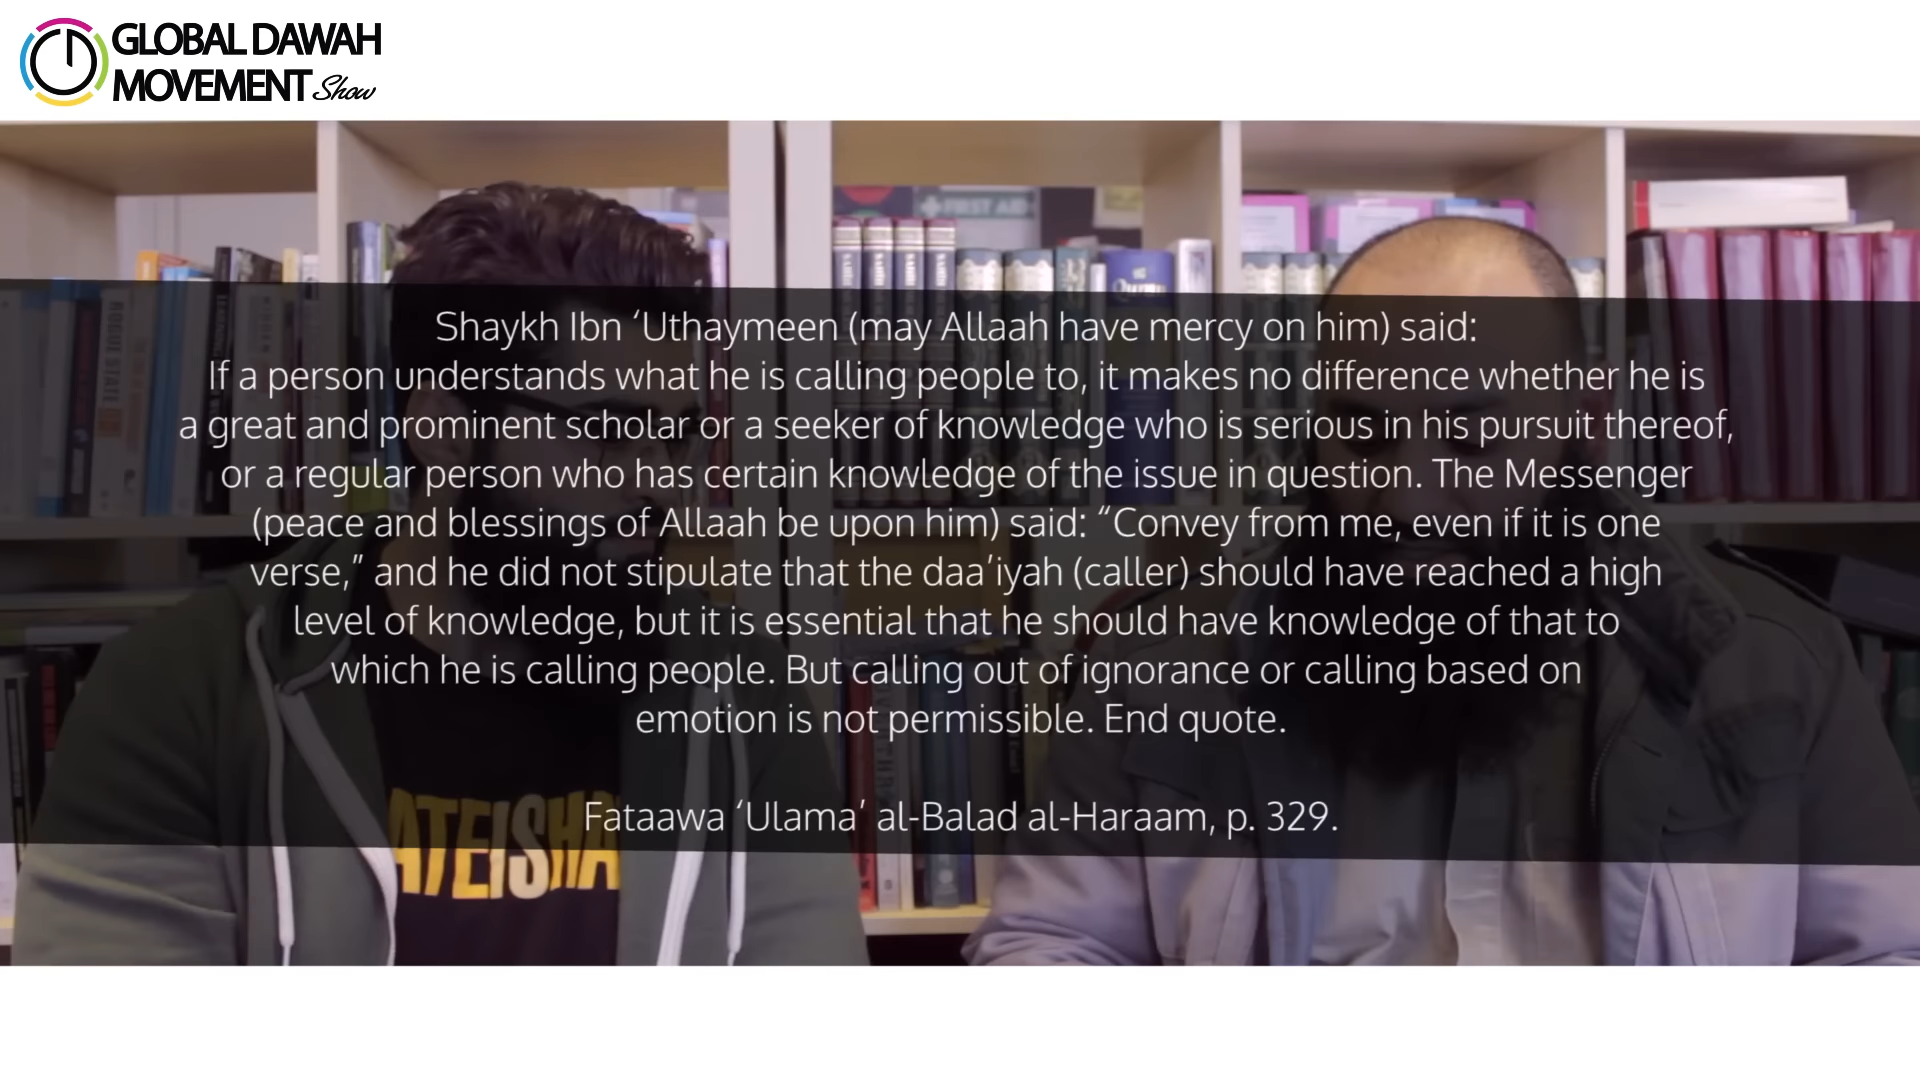 GLOBAL DAWAH
MOVEMENT Show
FIRST AID
Quran
ROGUE STATE
Shaykh Ibn ‘Uthaymeen (may Allaah have mercy on him) said:
If a person understands what he is calling people to, it makes no difference whether he is
a great and prominent scholar or a seeker of knowledge who is serious in his pursuit thereof,
or a regular person who has certain knowledge of the issue in question. The Messenger
(peace and blessings of Allaah be upon him) said: “Convey from me, even if it is one
verse,” and he did not stipulate that the daa’iyah (caller) should have reached a high
level of knowledge, but it is essential that he should have knowledge of that to
which he is calling people. But calling out of ignorance or calling based on
emotion is not permissible. End quote.
Fataawa ‘Ulama’ al-Balad al-Haraam, p. 329.
ATEISHA